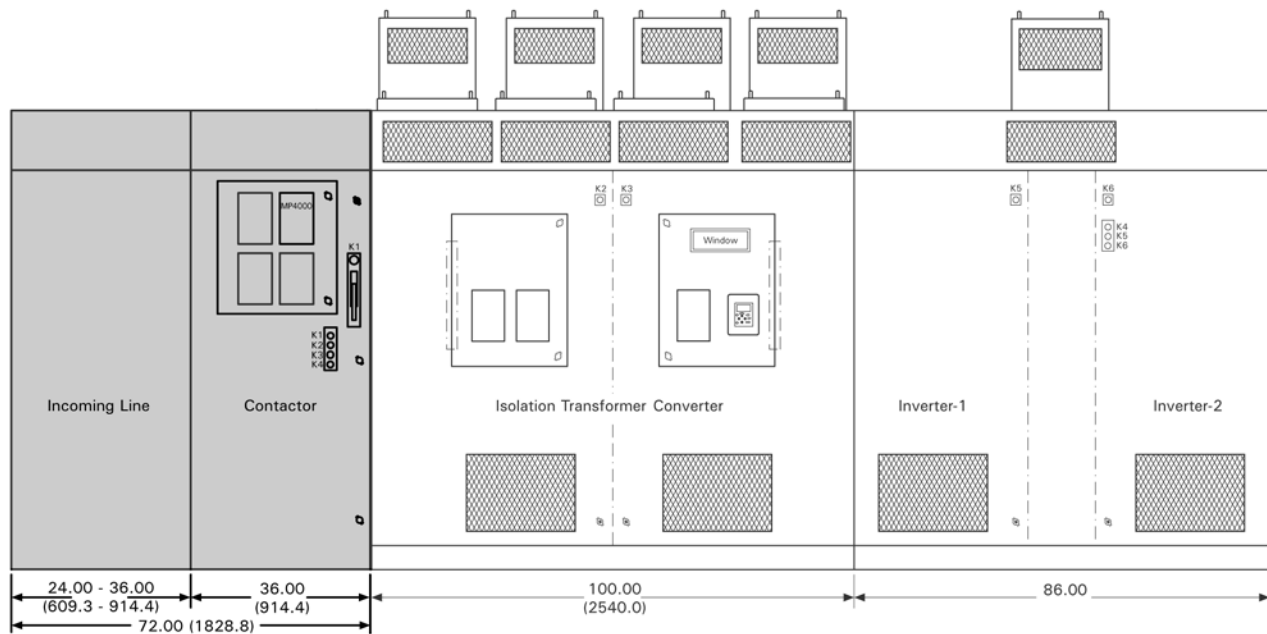 MP4000
K1
K1
K2
K3
K4
K2
K3
Window
K5
K6
K4
K5
K6
Incoming Line
Contactor
Isolation Transformer Converter
Inverter-1
Inverter-2
24.00 - 36.00
(609.3 - 914.4)
36.00
(914.4)
72.00 (1828.8)
100.00
(2540.0)
86.00